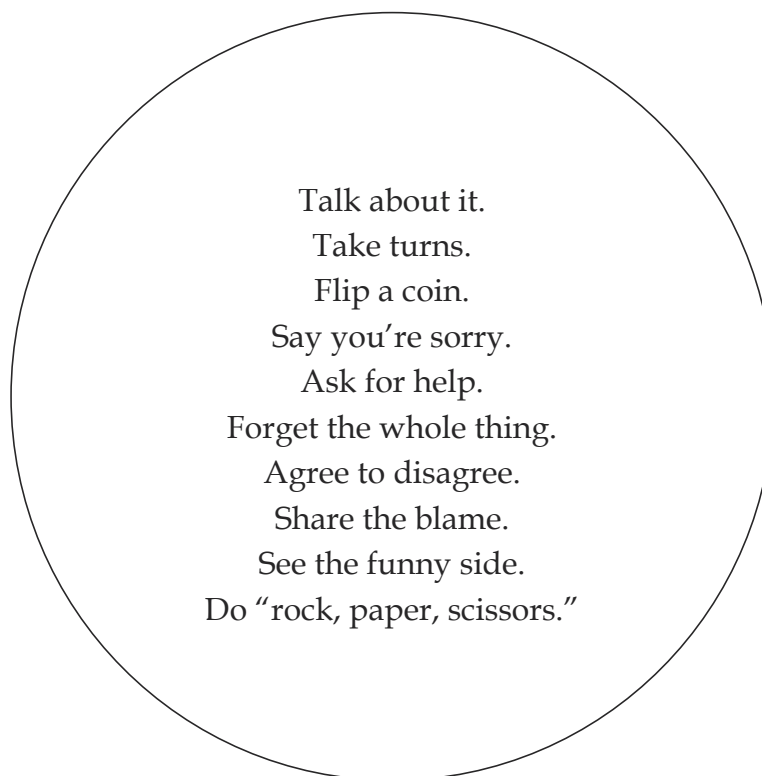 Talk about it.
Take turns.
Flip a coin.
Say you’re sorry.
Ask for help.
Forget the whole thing.
Agree to disagree.
Share the blame.
See the funny side.
Do “rock, paper, scissors.”